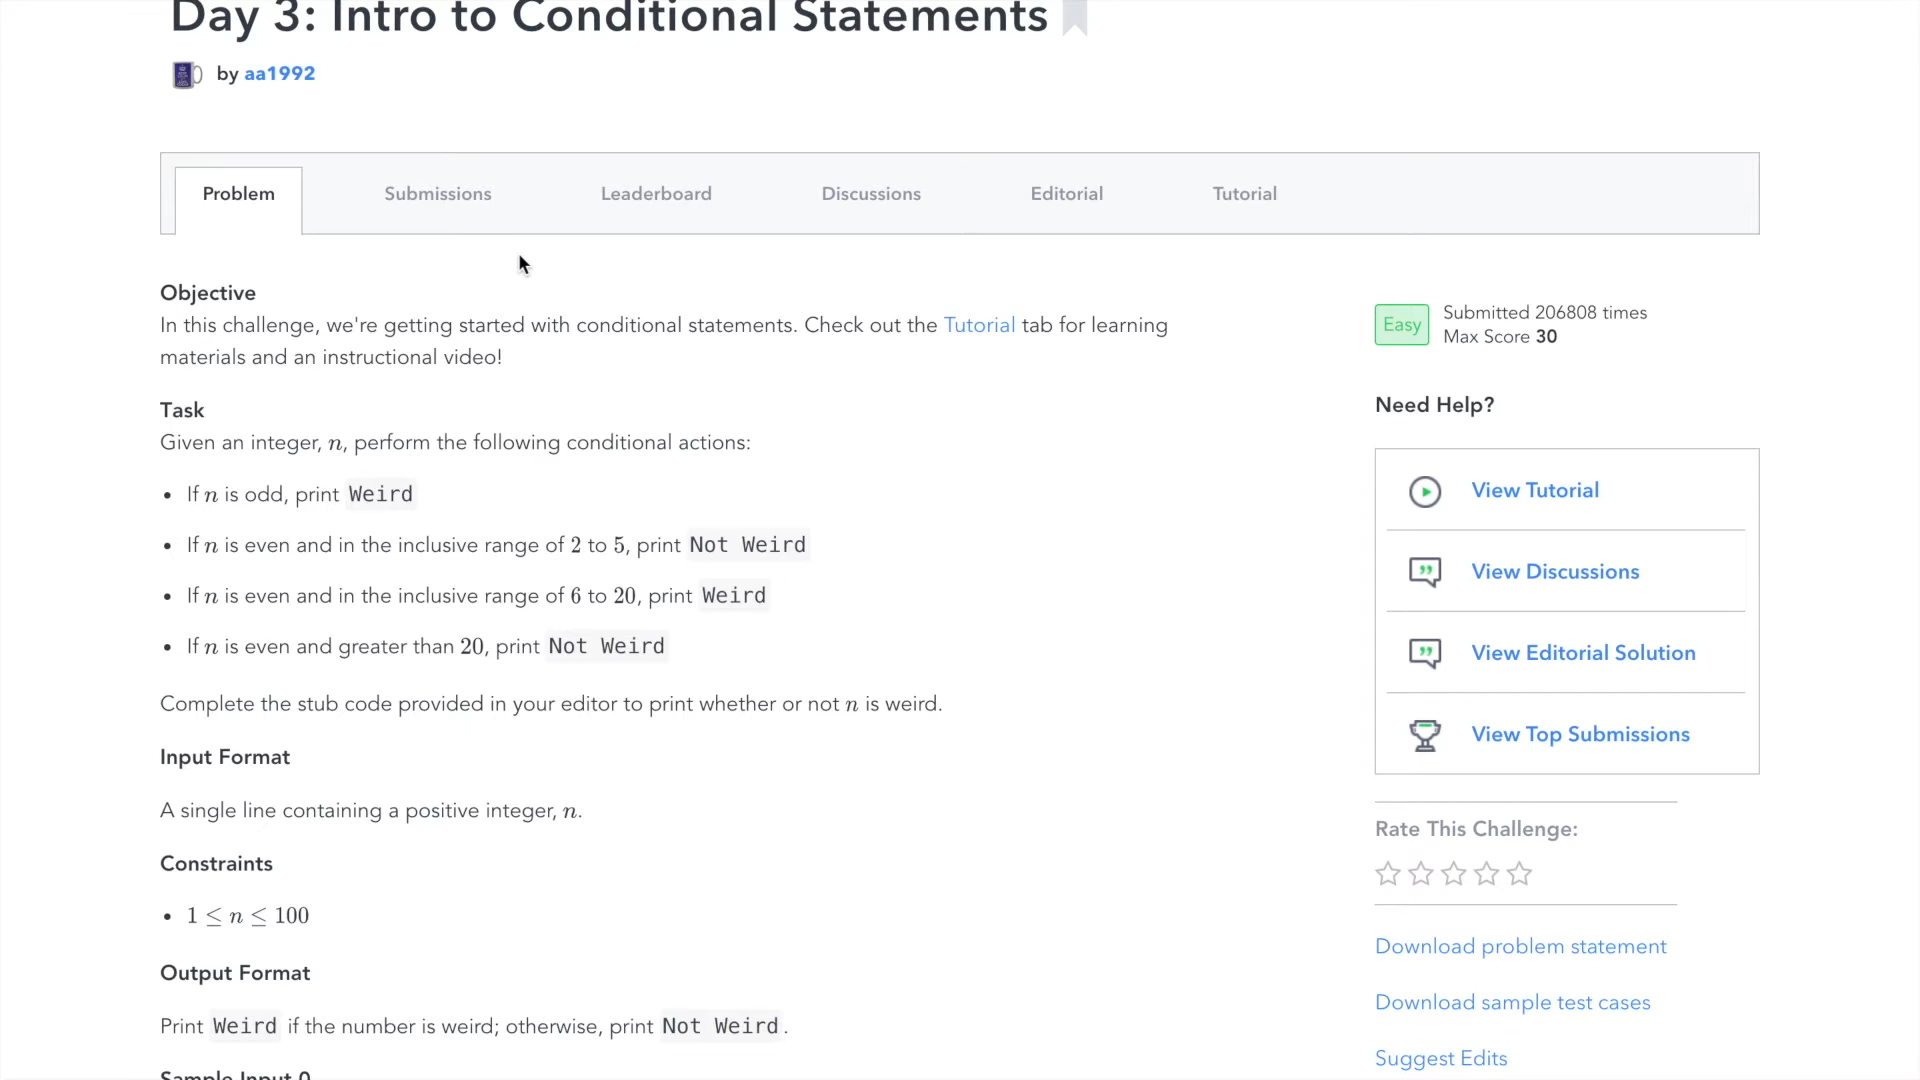 Day 3: Intro to Conditional Statements
by aa1992
Problem
Submissions
Leaderboard
Discussions
Editorial
Tutorial
Objective
In this challenge, we're getting started with conditional statements. Check out the Tutorial tab for learning
materials and an instructional video!
Task
Given an integer, n, perform the following conditional actions:
• If n is odd, print Weird
• If n is even and in the inclusive range of 2 to 5, print Not Weird
• If n is even and in the inclusive range of 6 to 20, print Weird
• If n is even and greater than 20, print Not Weird
Complete the stub code provided in your editor to print whether or not n is weird.
Input Format
A single line containing a positive integer, n.
Constraints
• 1 ≤ n ≤ 100
Output Format
Print Weird if the number is weird; otherwise, print Not Weird.
Sample Input 0
Easy
Submitted 206808 times
Max Score 30
Need Help?
View Tutorial
View Discussions
View Editorial Solution
View Top Submissions
Rate This Challenge:
Download problem statement
Download sample test cases
Suggest Edits